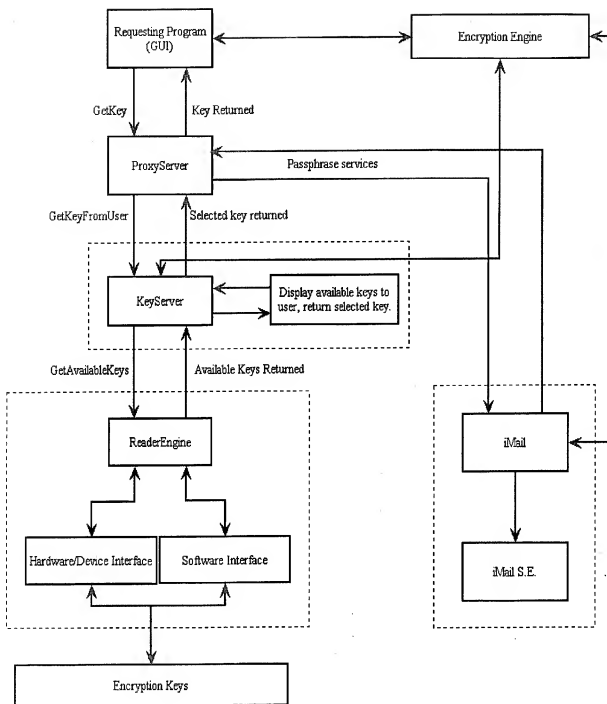 Requesting Program
(GUI)
Encryption Engine
GetKey
Key Returned
ProxyServer
Passphrase services
GetKeyFromUser
Selected key returned
KeyServer
Display available keys to
user, return selected key.
GetAvailableKeys
Available Keys Returned
ReaderEngine
iMail
Hardware/Device Interface
Software Interface
iMail S.E.
Encryption Keys